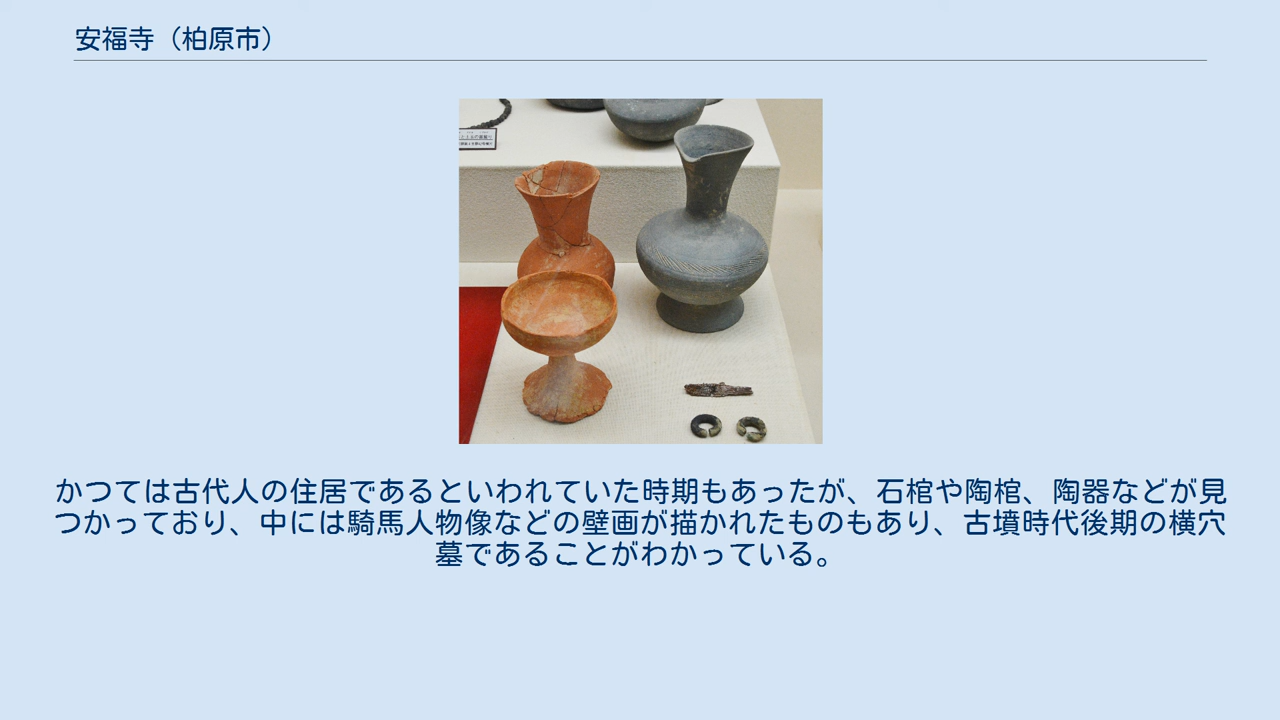 安福寺（柏原市）
かつては古代人の住居であるといわれていた時期もあったが、石棺や陶棺、陶器などが見
つかっており、中には騎馬人物像などの壁画が描かれたものもあり、古墳時代後期の横穴
墓であることがわかっている。